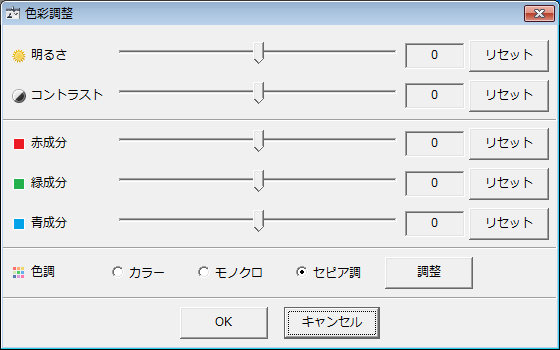 色彩調整
明るさ 0 リセット
コントラスト 0 リセット
赤成分 0 リセット
緑成分 0 リセット
青成分 0 リセット
色調 カラー モノクロ セピア調 調整
OK キャンセル